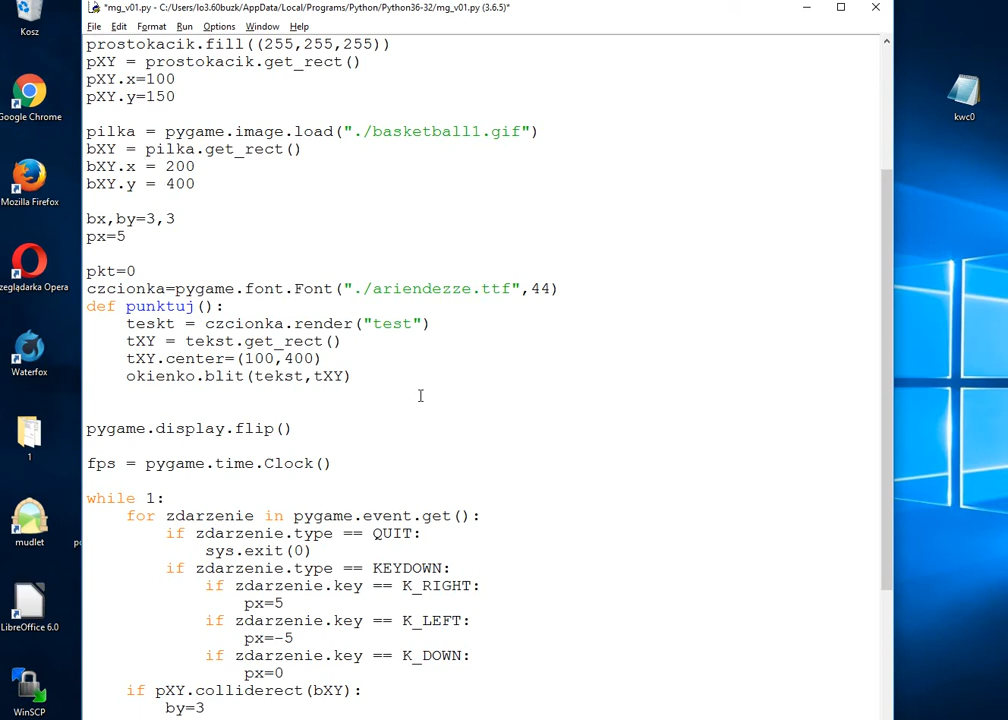 *mg_v01.py - C:/Users/lo3.60buzk/AppData/Local/Programs/Python/Python36-32/mg_v01.py (3.6.5)*
File Edit Format Run Options Window Help
prostokacik.fill((255,255,255))
pXY = prostokacik.get_rect()
pXY.x=100
pXY.y=150
pilka = pygame.image.load("./basketball1.gif")
bXY = pilka.get_rect()
bXY.x = 200
bXY.y = 400
bx,by=3,3
px=5
pkt=0
czcionka=pygame.font.Font("./ariendezze.ttf",44)
def punktuj():
    teskt = czcionka.render("test")
    tXY = tekst.get_rect()
    tXY.center=(100,400)
    okienko.blit(tekst,tXY)
pygame.display.flip()
fps = pygame.time.Clock()
while 1:
    for zdarzenie in pygame.event.get():
        if zdarzenie.type == QUIT:
            sys.exit(0)
        if zdarzenie.type == KEYDOWN:
            if zdarzenie.key == K_RIGHT:
                px=5
            if zdarzenie.key == K_LEFT:
                px=-5
            if zdarzenie.key == K_DOWN:
                px=0
    if pXY.colliderect(bXY):
        by=3
Kosz
Google Chrome
Mozilla Firefox
zeglądarka Opera
Waterfox
1
mudlet
LibreOffice 6.0
WinSCP
kwc0